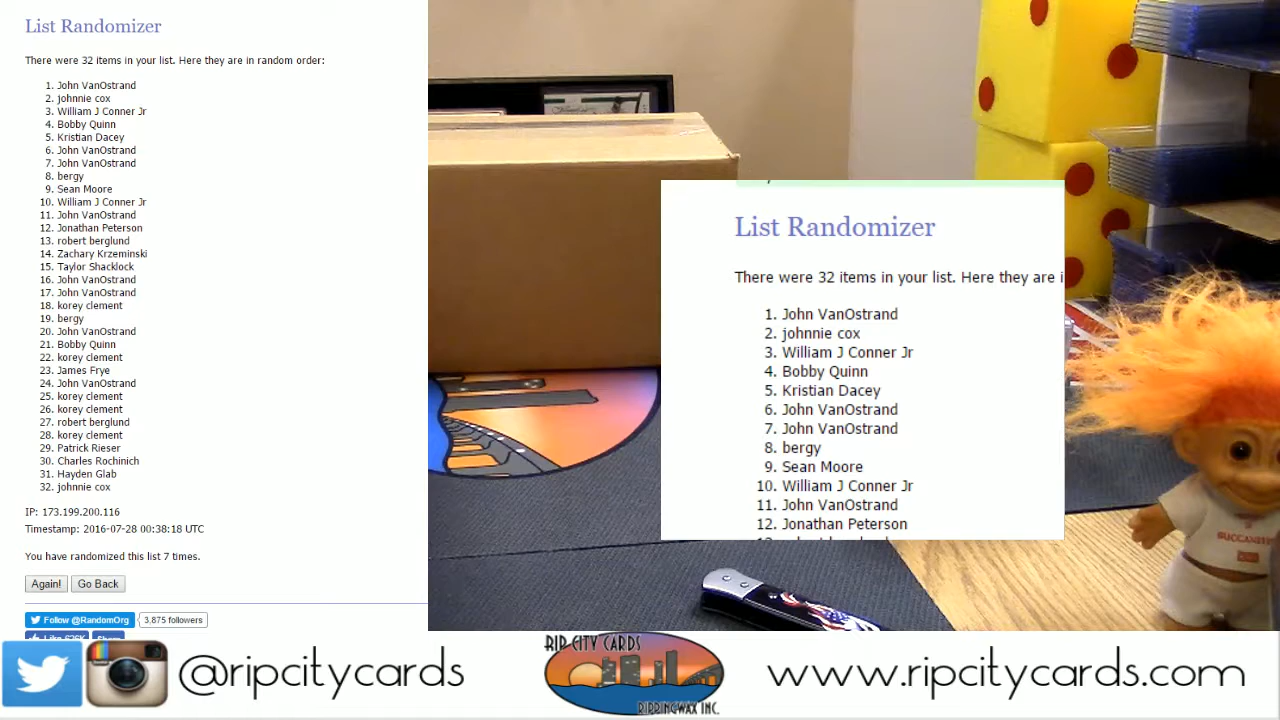 List Randomizer
There were 32 items in your list. Here they are in random order:
1. John VanOstrand
2. johnnie cox
3. William J Conner Jr
4. Bobby Quinn
5. Kristian Dacey
6. John VanOstrand
7. John VanOstrand
8. bergy
9. Sean Moore
10. William J Conner Jr
11. John VanOstrand
12. Jonathan Peterson
13. robert berglund
14. Zachary Krzeminski
15. Taylor Shacklock
16. John VanOstrand
17. John VanOstrand
18. korey clement
19. bergy
20. John VanOstrand
21. Bobby Quinn
22. korey clement
23. James Frye
24. John VanOstrand
25. korey clement
26. korey clement
27. robert berglund
28. korey clement
29. Patrick Rieser
30. Charles Rochinich
31. Hayden Glab
32. johnnie cox
IP: 173.199.200.116
Timestamp: 2016-07-28 00:38:18 UTC
You have randomized this list 7 times.
Again! Go Back
Follow @RandomOrg 3,875 followers
List Randomizer
There were 32 items in your list. Here they are i
1. John VanOstrand
2. johnnie cox
3. William J Conner Jr
4. Bobby Quinn
5. Kristian Dacey
6. John VanOstrand
7. John VanOstrand
8. bergy
9. Sean Moore
10. William J Conner Jr
11. John VanOstrand
12. Jonathan Peterson
BUCCANEERS
@ripcitycards
RIP CITY CARDS
RIPPINGWAX INC.
www.ripcitycards.com